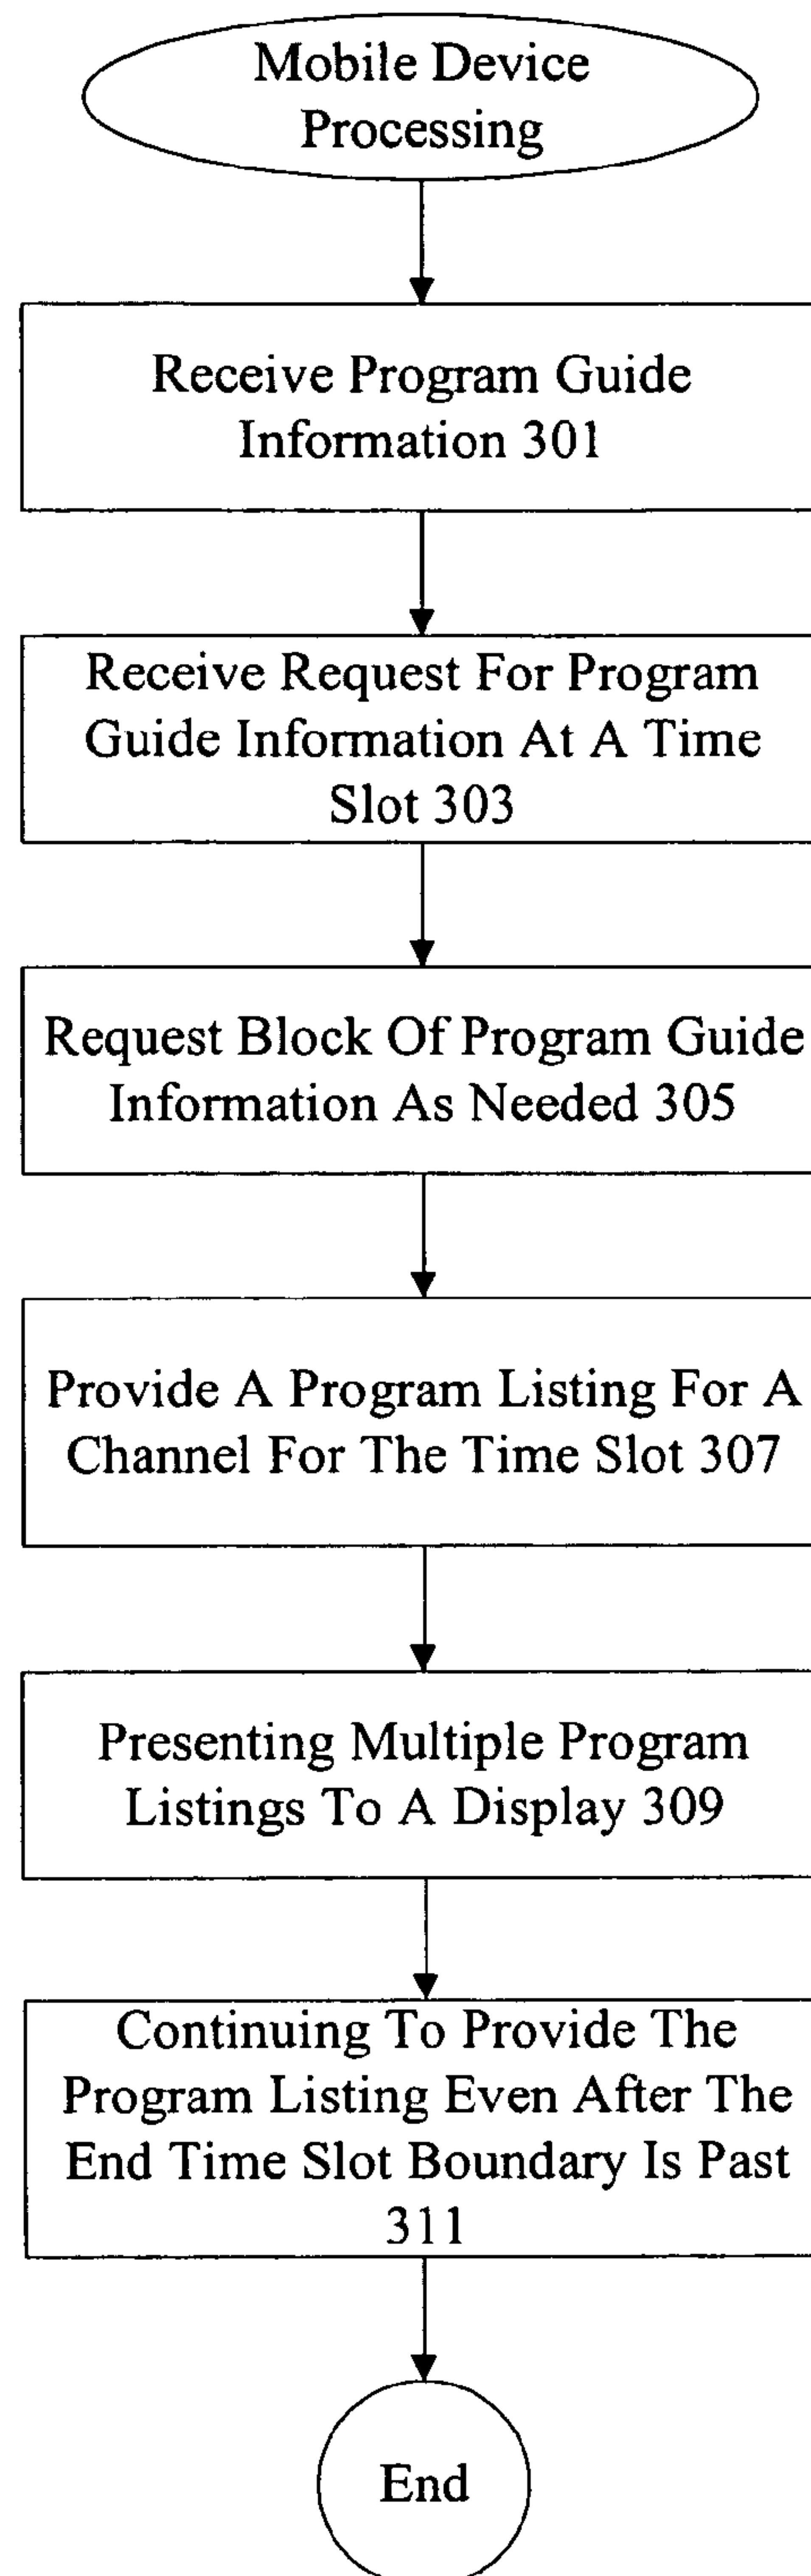 Mobile Device
Processing
Receive Program Guide
Information 301
Receive Request For Program
Guide Information At A Time
Slot 303
Request Block Of Program Guide
Information As Needed 305
Provide A Program Listing For A
Channel For The Time Slot 307
Presenting Multiple Program
Listings To A Display 309
Continuing To Provide The
Program Listing Even After The
End Time Slot Boundary Is Past
311
End